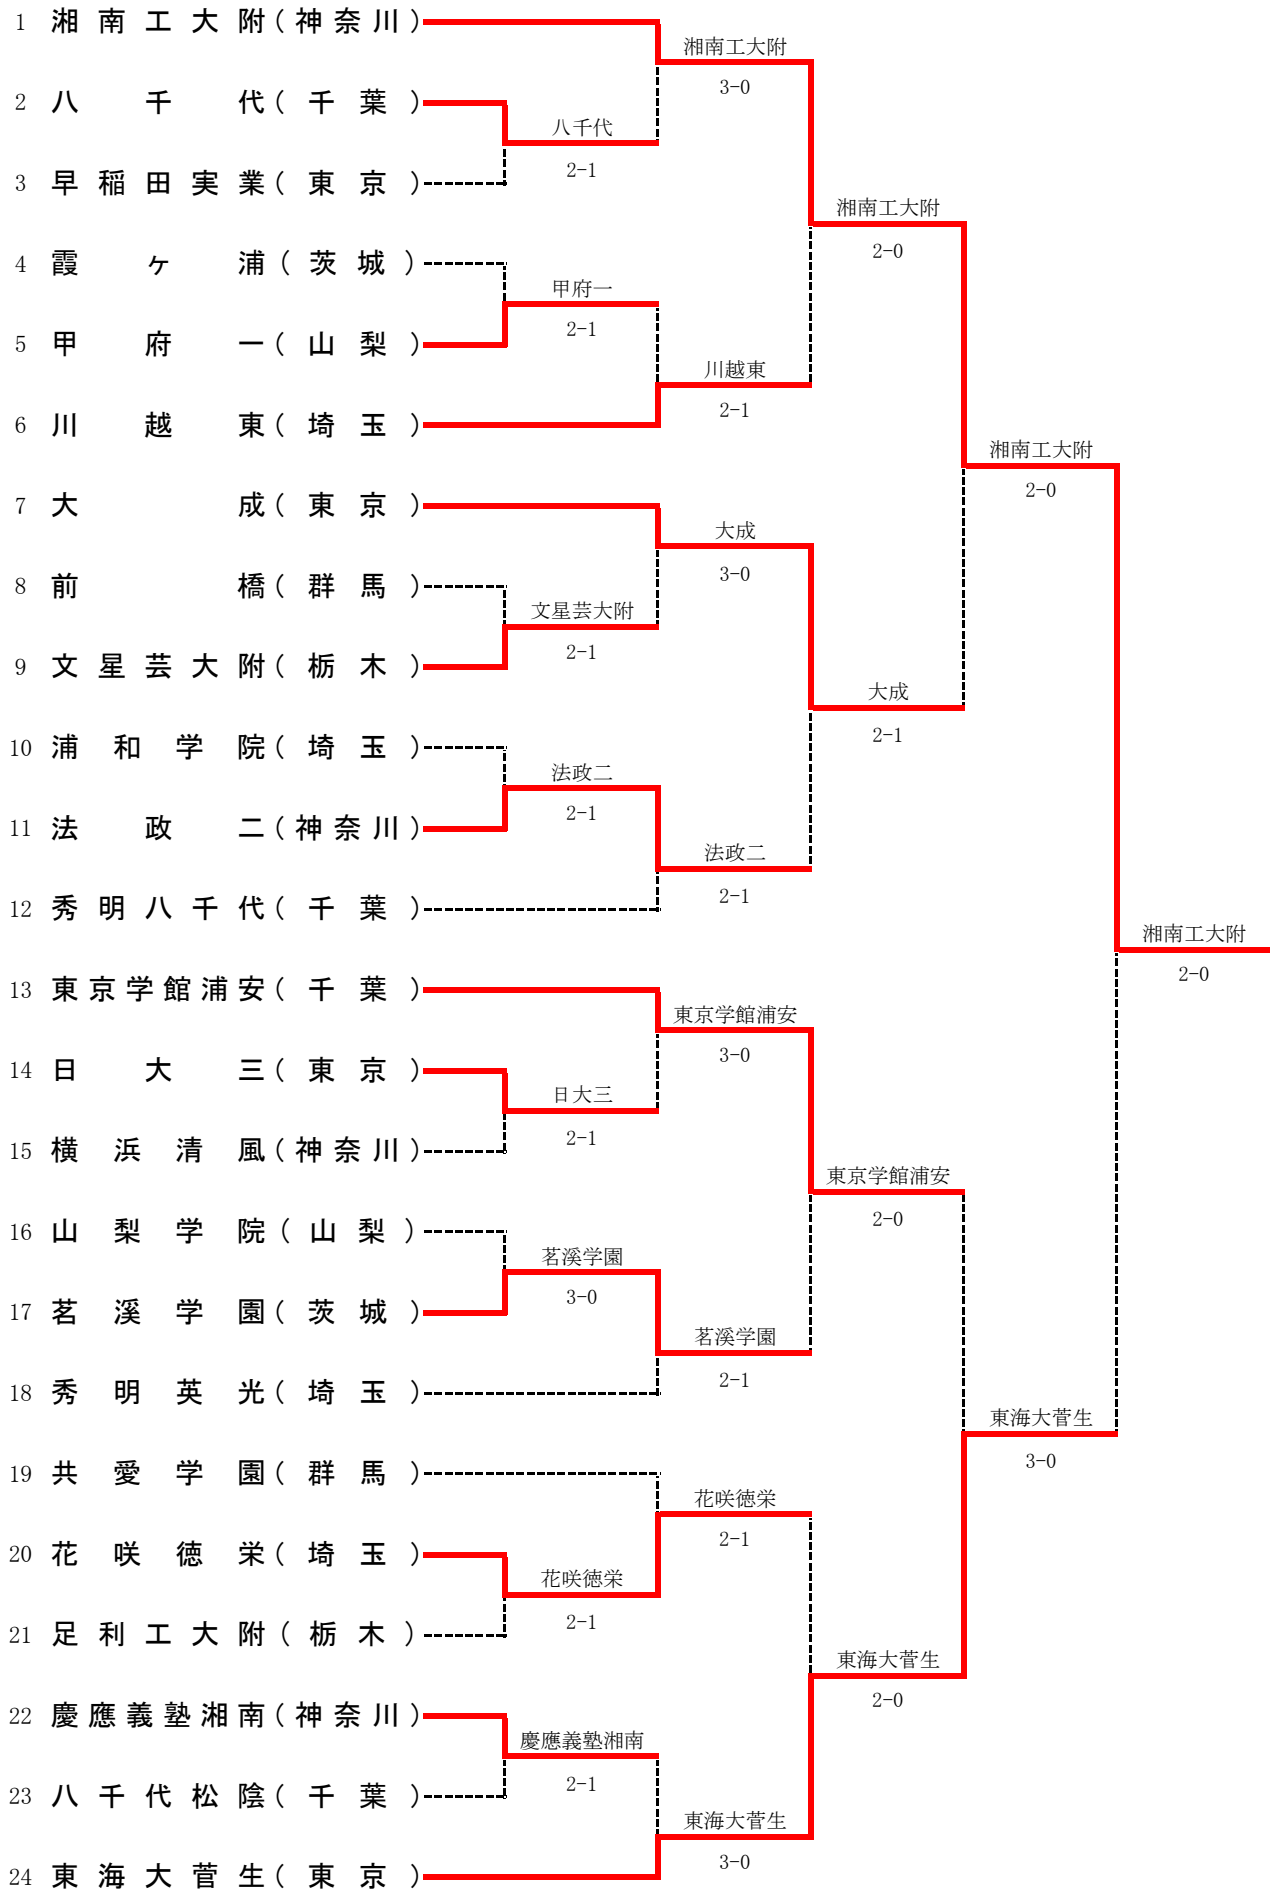 1 湘南工大附(神奈川)
湘南工大附
3-0
2 八千代(千葉)
八千代
2-1
3 早稲田実業(東京)
湘南工大附
2-0
4 霞ヶ浦(茨城)
甲府一
2-1
5 甲府一(山梨)
川越東
2-1
6 川越東(埼玉)
湘南工大附
2-0
7 大成(東京)
大成
3-0
8 前橋(群馬)
文星芸大附
2-1
9 文星芸大附(栃木)
大成
2-1
10 浦和学院(埼玉)
法政二
2-1
11 法政二(神奈川)
法政二
2-1
12 秀明八千代(千葉)
湘南工大附
2-0
13 東京学館浦安(千葉)
東京学館浦安
3-0
14 日大三(東京)
日大三
2-1
15 横浜清風(神奈川)
東京学館浦安
2-0
16 山梨学院(山梨)
茗溪学園
3-0
17 茗溪学園(茨城)
茗溪学園
2-1
18 秀明英光(埼玉)
東海大菅生
3-0
19 共愛学園(群馬)
花咲徳栄
2-1
20 花咲徳栄(埼玉)
花咲徳栄
2-1
21 足利工大附(栃木)
東海大菅生
2-0
22 慶應義塾湘南(神奈川)
慶應義塾湘南
2-1
23 八千代松陰(千葉)
東海大菅生
3-0
24 東海大菅生(東京)